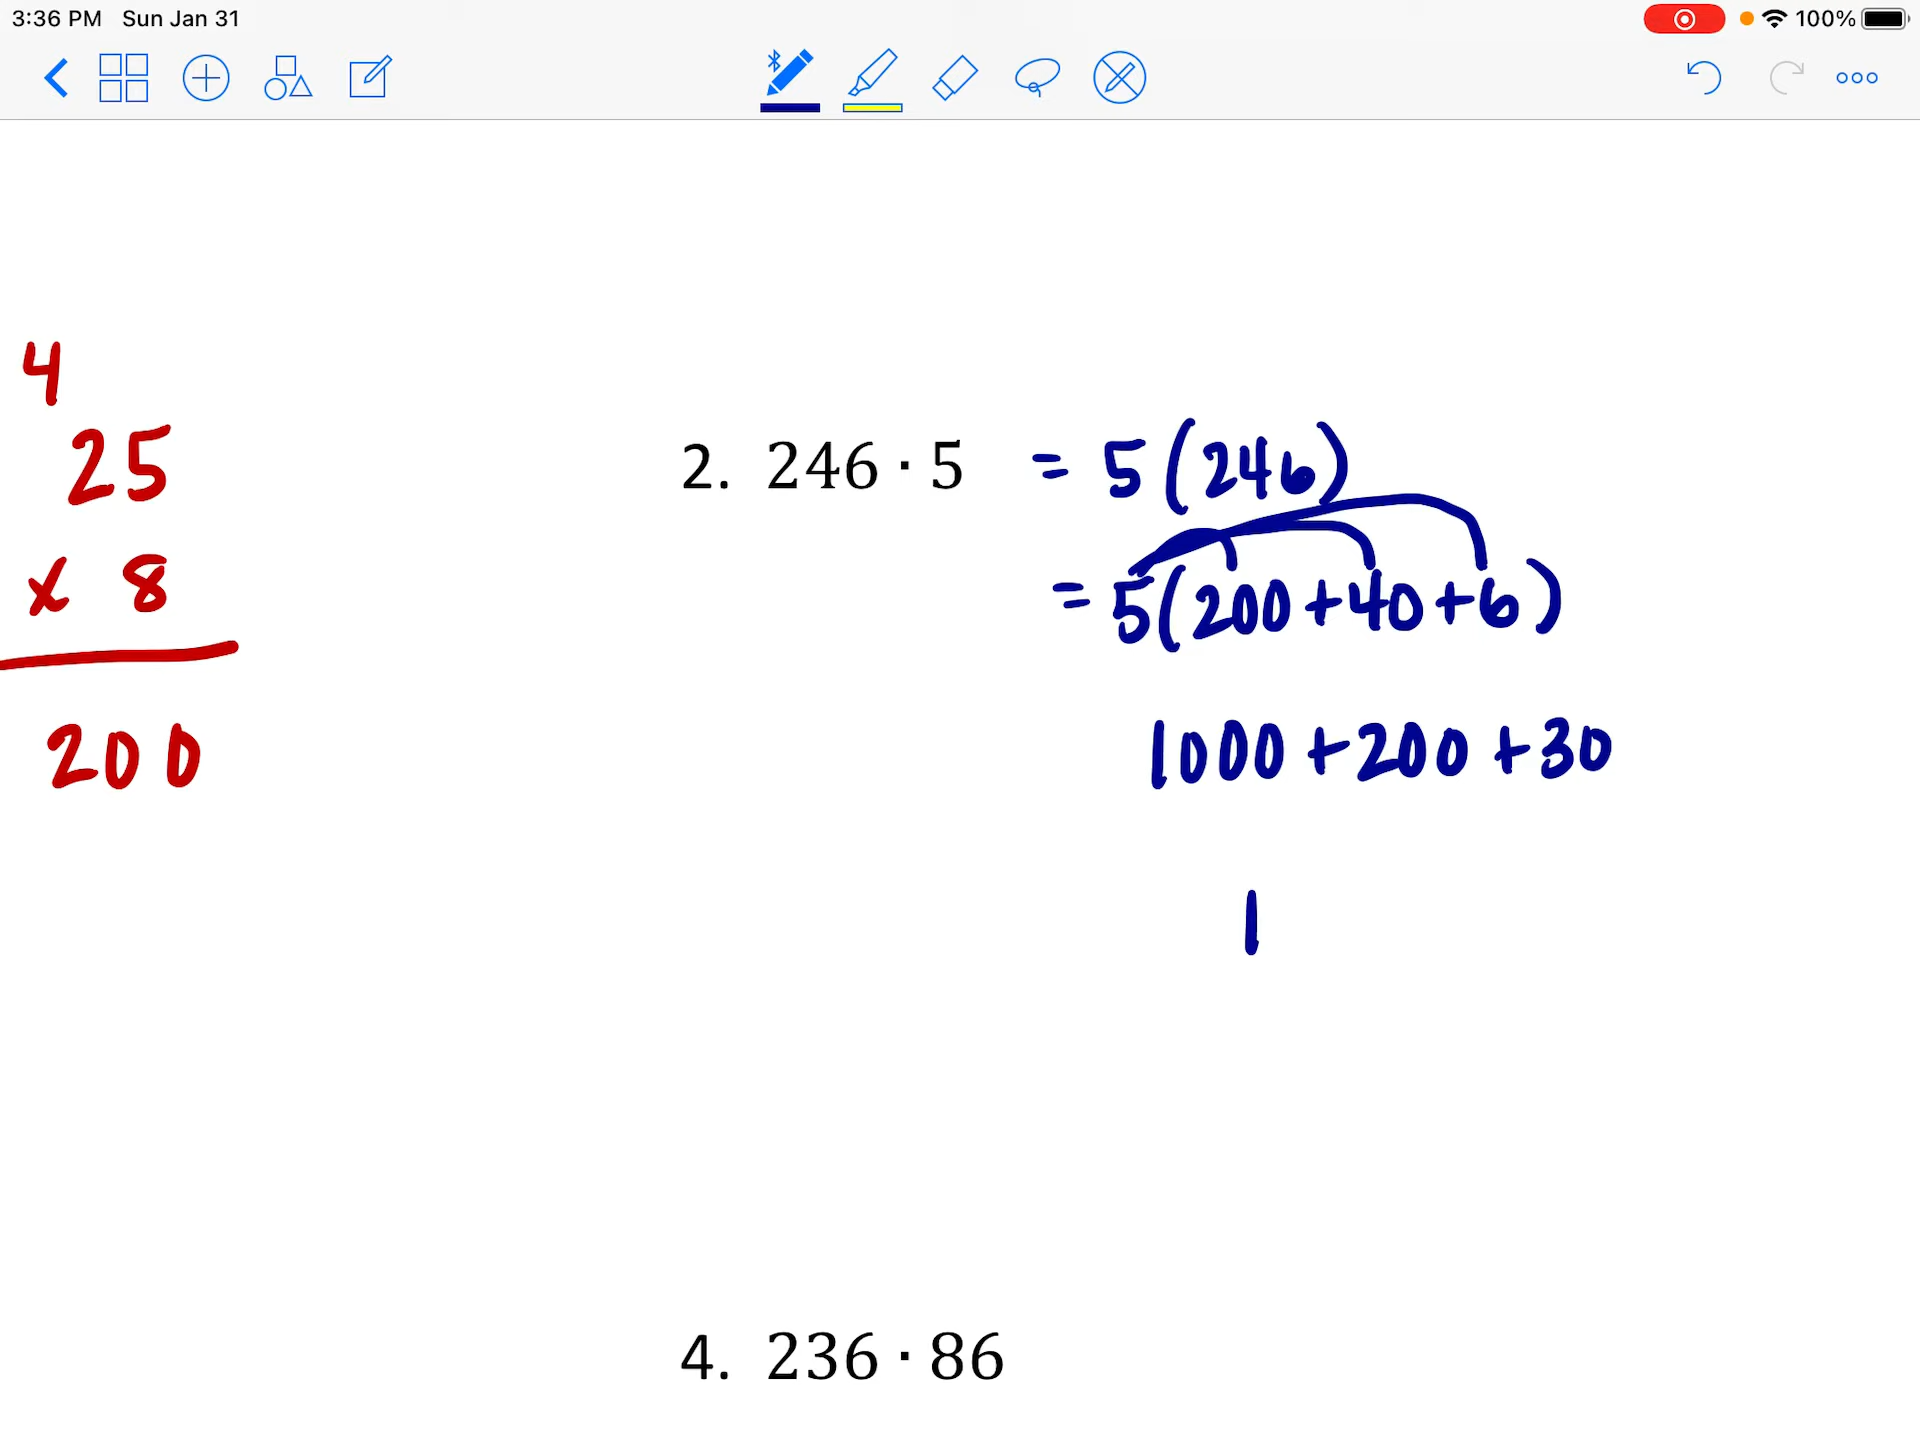 3:36 PM Sun Jan 31
100%
4
25
x 8
200
2. 246 · 5 = 5(246)
= 5(200+40+6)
1000+200+30
1
4. 236 · 86